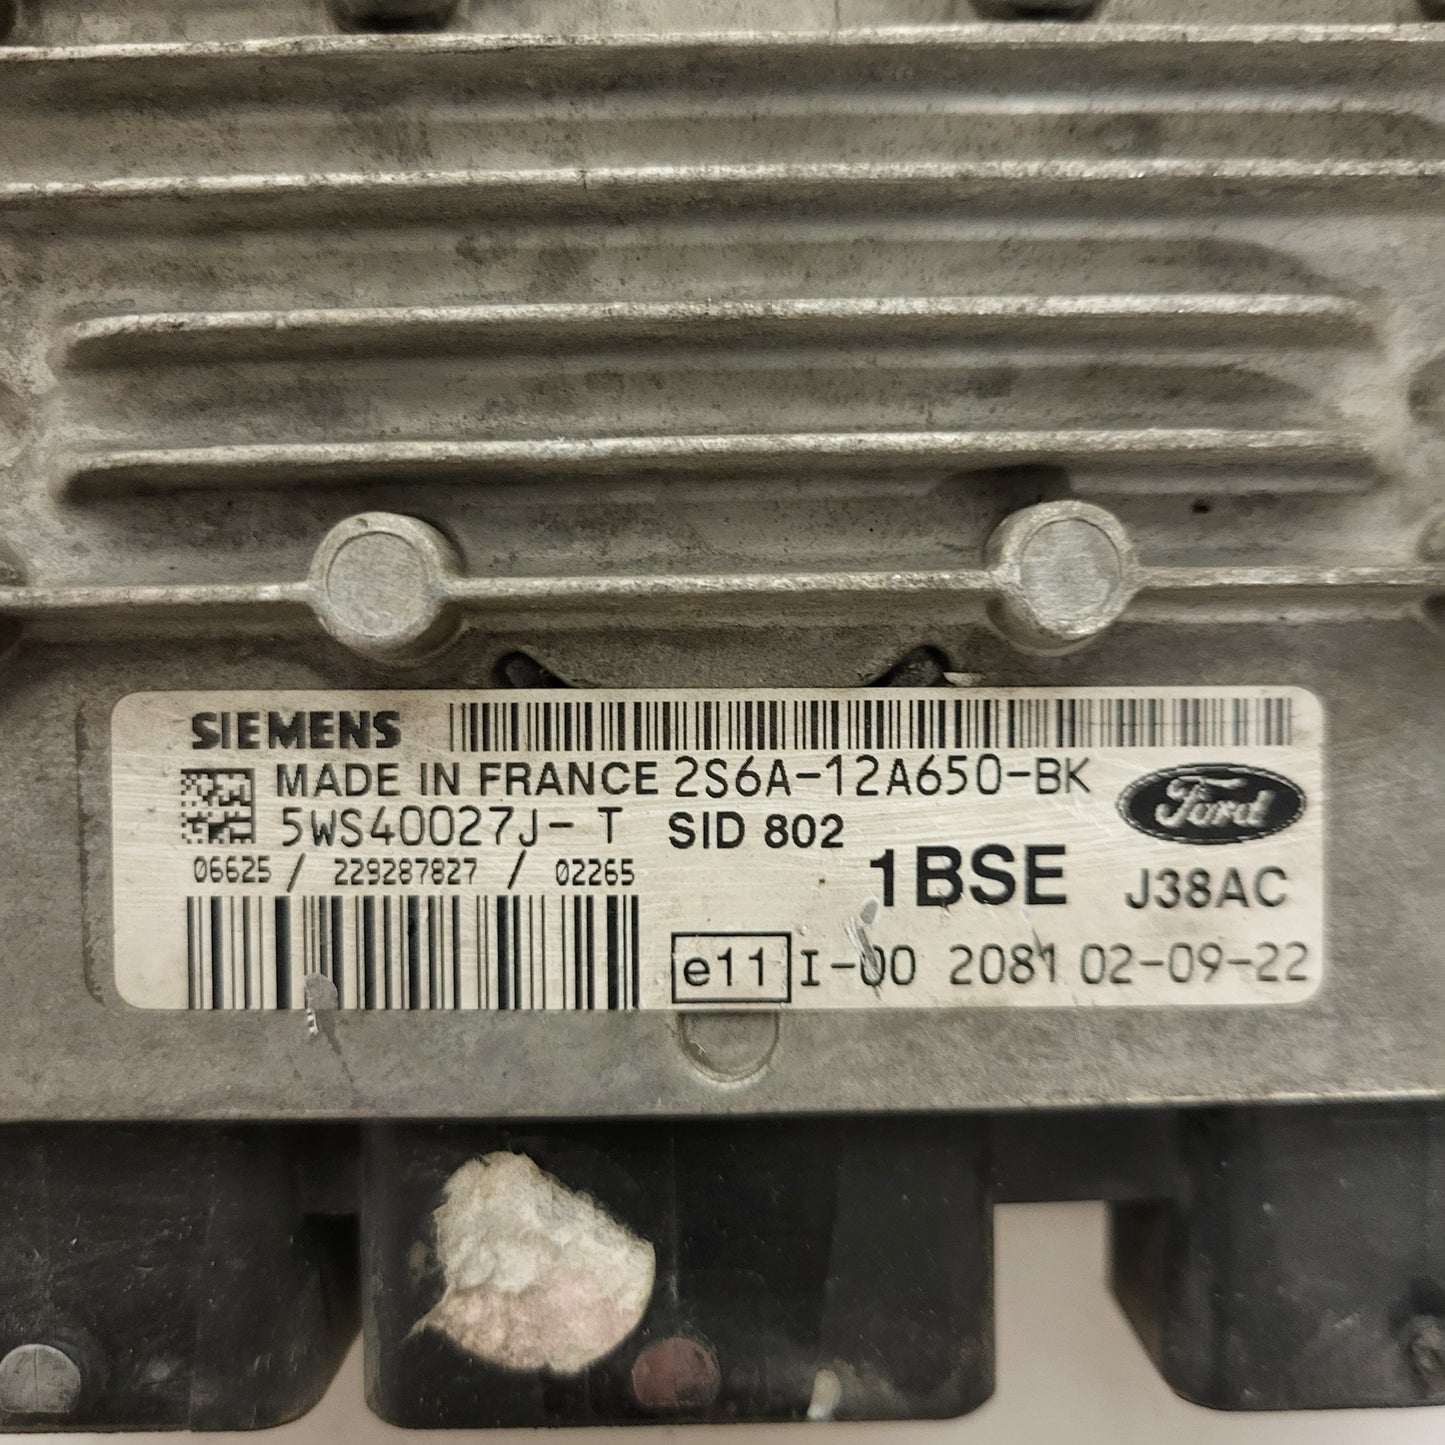 SIEMENS
MADE IN FRANCE 2S6A-12A650-BK
Ford
5WS40027J- T SID 802
06625 / 229287827 / 02265
1BSE J38AC
e11 I-00 2081 02-09-22